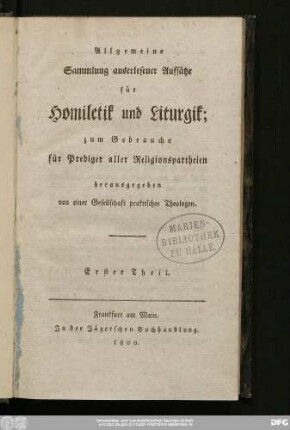 Allgemeine
Sammlung auserlesener Aufsätze
für
Homiletik und Liturgik;
zum Gebrauche
für Prediger aller Religionspartheien
herausgegeben
von einer Gesellschaft praktischer Theologen.
MARIEN-
BIBLIOTHEK
ZU HALLE
Erster Theil.
Frankfurt am Main.
In der Jägerschen Buchhandlung.
1800.
DFG